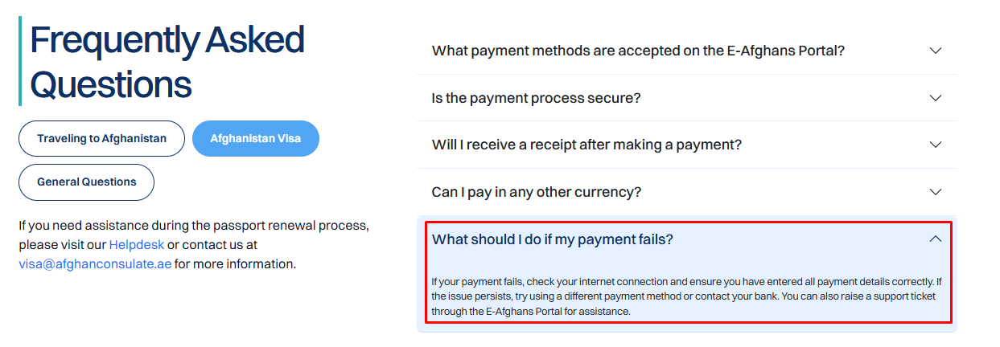 Frequently Asked
Questions
Traveling to Afghanistan
Afghanistan Visa
General Questions
If you need assistance during the passport renewal process,
please visit our Helpdesk or contact us at
visa@afghanconsulate.ae for more information.
What payment methods are accepted on the E-Afghans Portal?
Is the payment process secure?
Will I receive a receipt after making a payment?
Can I pay in any other currency?
What should I do if my payment fails?
If your payment fails, check your internet connection and ensure you have entered all payment details correctly. If
the issue persists, try using a different payment method or contact your bank. You can also raise a support ticket
through the E-Afghans Portal for assistance.